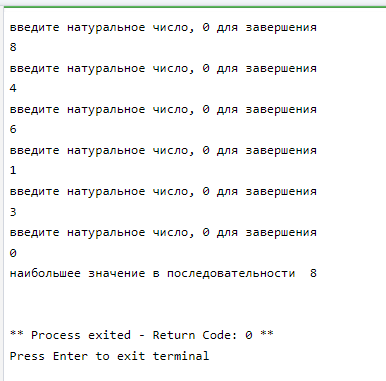 введите натуральное число, 0 для завершения
8
введите натуральное число, 0 для завершения
4
введите натуральное число, 0 для завершения
6
введите натуральное число, 0 для завершения
1
введите натуральное число, 0 для завершения
3
введите натуральное число, 0 для завершения
0
наибольшее значение в последовательности  8
** Process exited - Return Code: 0 **
Press Enter to exit terminal